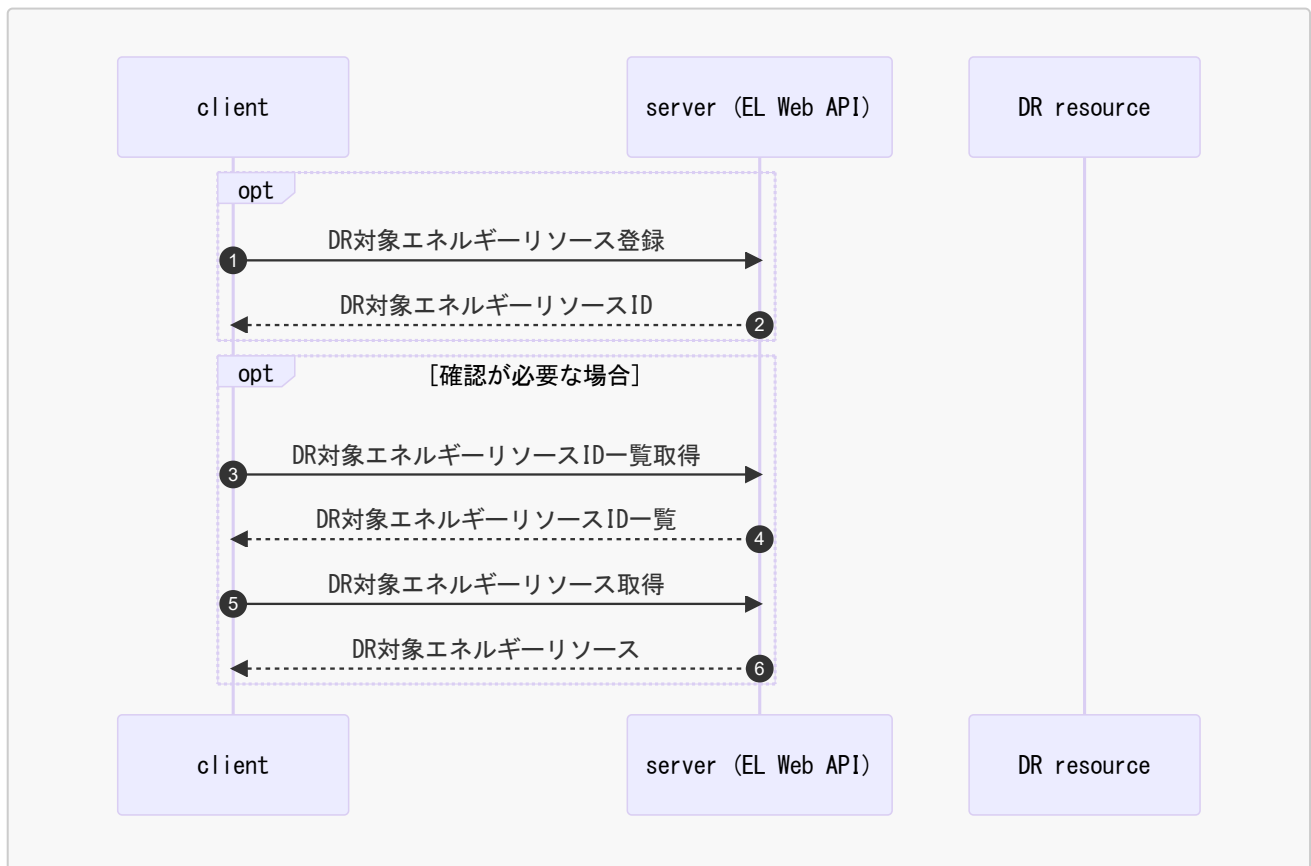 client
server (EL Web API)
DR resource
opt
DR対象エネルギーリソース登録
1
DR対象エネルギーリソースID
2
opt
[確認が必要な場合]
DR対象エネルギーリソースID一覧取得
3
DR対象エネルギーリソースID一覧
4
DR対象エネルギーリソース取得
5
DR対象エネルギーリソース
6
client
server (EL Web API)
DR resource